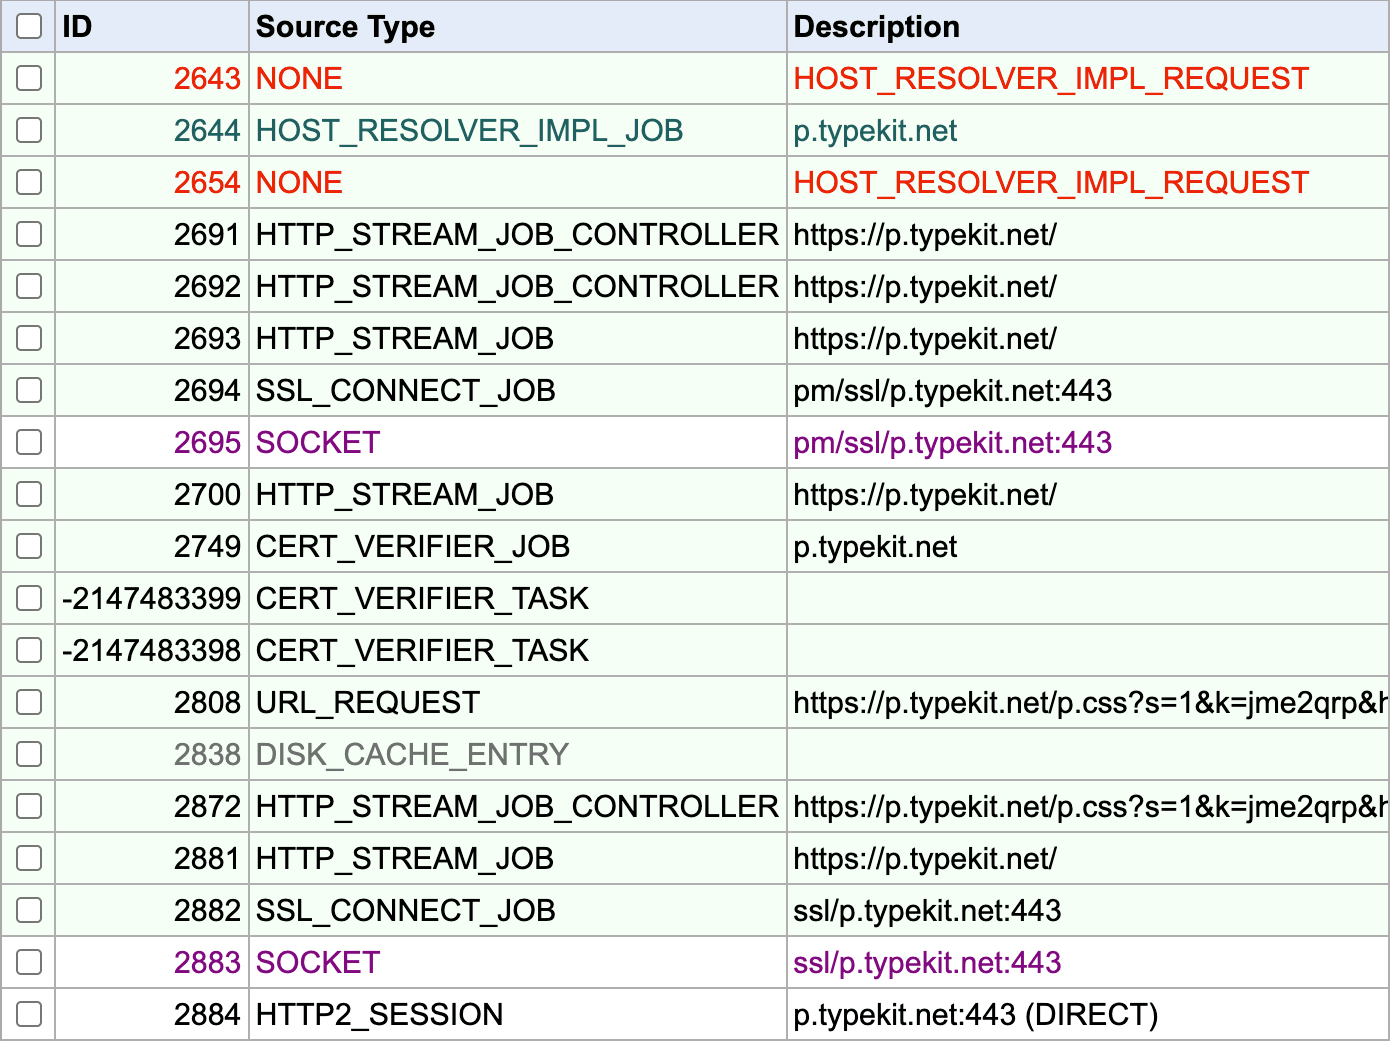 ID Source Type Description
2643 NONE HOST_RESOLVER_IMPL_REQUEST
2644 HOST_RESOLVER_IMPL_JOB p.typekit.net
2654 NONE HOST_RESOLVER_IMPL_REQUEST
2691 HTTP_STREAM_JOB_CONTROLLER https://p.typekit.net/
2692 HTTP_STREAM_JOB_CONTROLLER https://p.typekit.net/
2693 HTTP_STREAM_JOB https://p.typekit.net/
2694 SSL_CONNECT_JOB pm/ssl/p.typekit.net:443
2695 SOCKET pm/ssl/p.typekit.net:443
2700 HTTP_STREAM_JOB https://p.typekit.net/
2749 CERT_VERIFIER_JOB p.typekit.net
-2147483399 CERT_VERIFIER_TASK
-2147483398 CERT_VERIFIER_TASK
2808 URL_REQUEST https://p.typekit.net/p.css?s=1&k=jme2qrp&h
2838 DISK_CACHE_ENTRY
2872 HTTP_STREAM_JOB_CONTROLLER https://p.typekit.net/p.css?s=1&k=jme2qrp&h
2881 HTTP_STREAM_JOB https://p.typekit.net/
2882 SSL_CONNECT_JOB ssl/p.typekit.net:443
2883 SOCKET ssl/p.typekit.net:443
2884 HTTP2_SESSION p.typekit.net:443 (DIRECT)